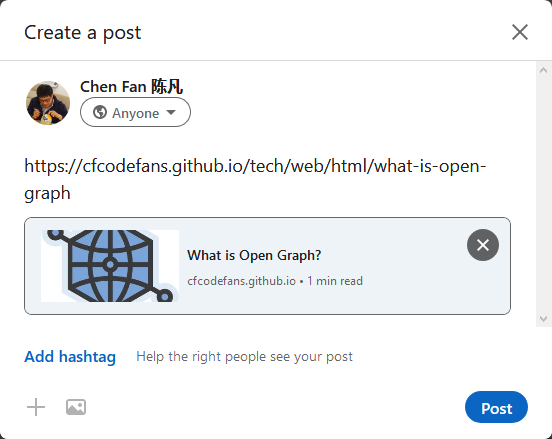 Create a post
Chen Fan 陈凡
Anyone
https://cfcodefans.github.io/tech/web/html/what-is-open-
graph
What is Open Graph?
cfcodefans.github.io • 1 min read
Add hashtag Help the right people see your post
Post